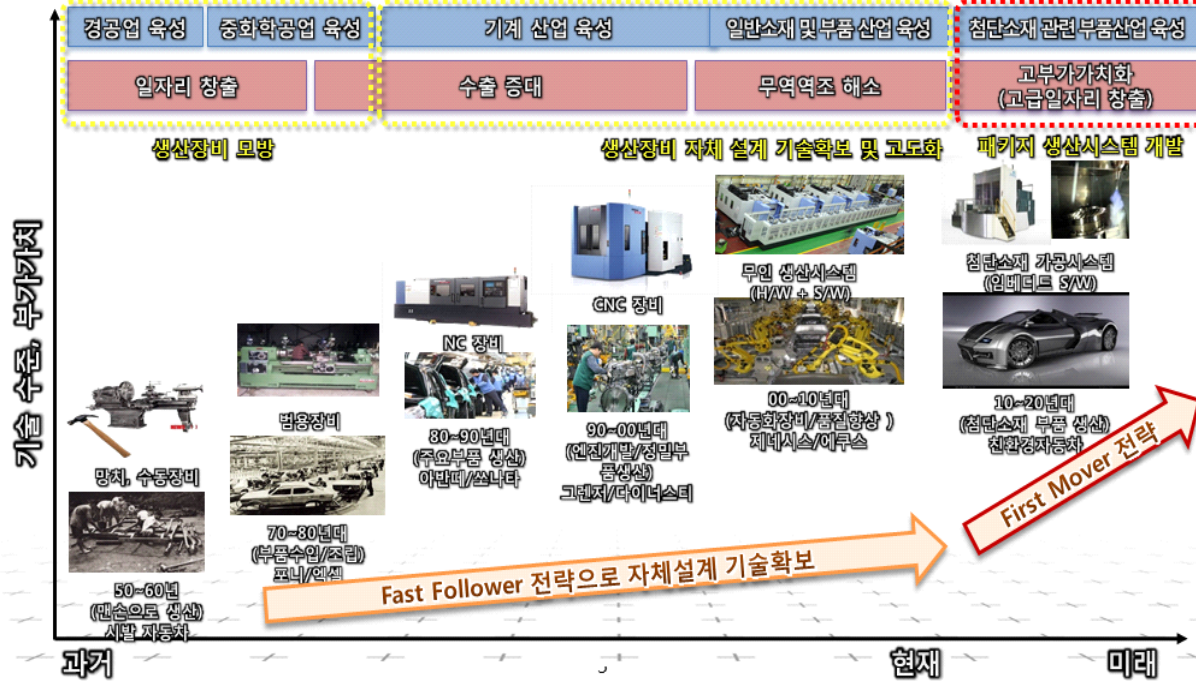 경공업 육성
중화학공업 육성
기계 산업 육성
일반소재 및 부품 산업 육성
첨단소재 관련 부품산업 육성
일자리 창출
수출 증대
무역역조 해소
고부가가치화
(고급일자리 창출)
생산장비 모방
생산장비 자체 설계 기술확보 및 고도화
패키지 생산시스템 개발
기술 수준, 부가가치
망치, 수동장비
50~60년
(맨손으로 생산)
시발 자동차
범용장비
70~80년대
(부품수입/조립)
포니/엑셀
NC 장비
80~90년대
(주요부품 생산)
아반떼/쏘나타
CNC 장비
90~00년대
(엔진개발/정밀부
품생산)
그랜저/다이너스티
무인 생산시스템
(H/W + S/W)
00~10년대
(자동화장비/품질향상 )
제네시스/에쿠스
첨단소재 가공시스템
(임베디드 S/W)
10~20년대
(첨단소재 부품 생산)
친환경자동차
Fast Follower 전략으로 자체설계 기술확보
First Mover 전략
과거
현재
미래